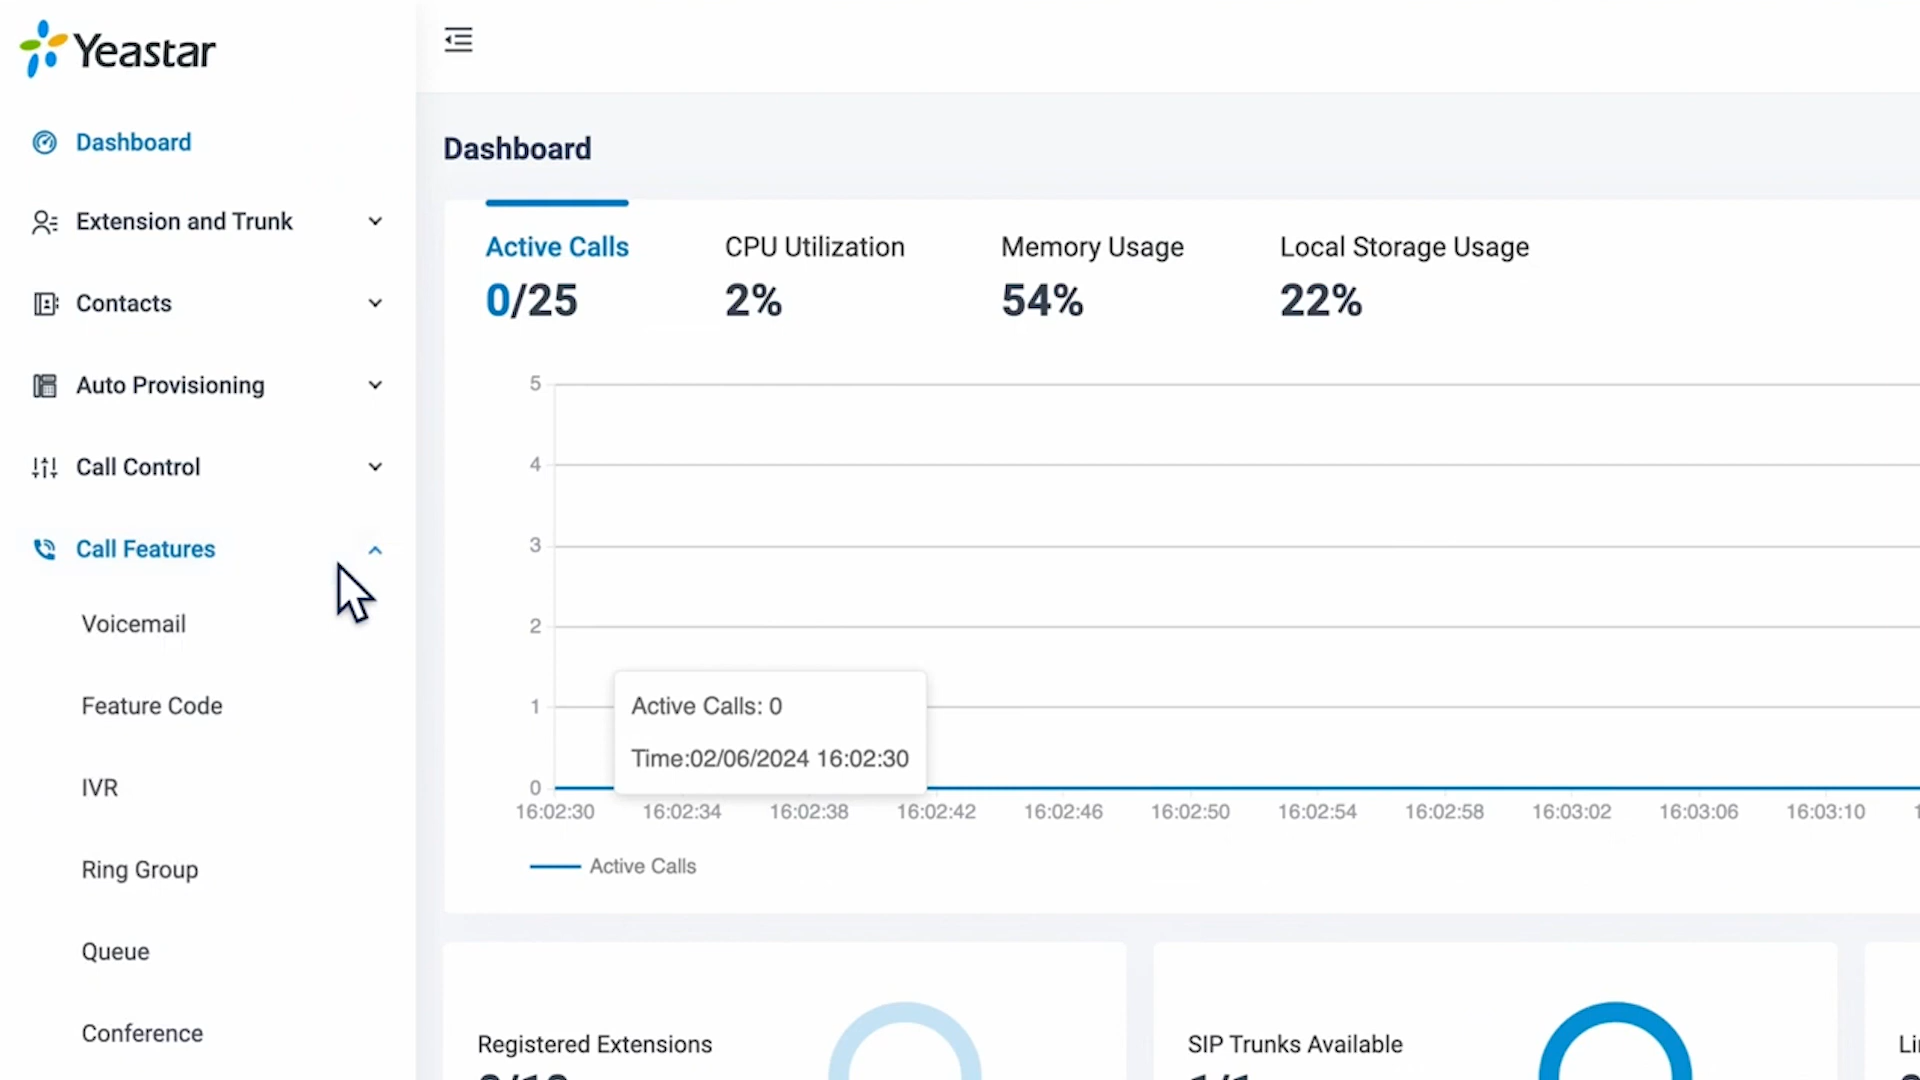 Yeastar
Dashboard
Extension and Trunk
Contacts
Auto Provisioning
Call Control
Call Features
Voicemail
Feature Code
IVR
Ring Group
Queue
Conference
Dashboard
Active Calls
0/25
CPU Utilization
2%
Memory Usage
54%
Local Storage Usage
22%
5
4
3
2
1
0
Active Calls: 0
Time:02/06/2024 16:02:30
16:02:30 16:02:34 16:02:38 16:02:42 16:02:46 16:02:50 16:02:54 16:02:58 16:03:02 16:03:06 16:03:10
Active Calls
Registered Extensions
SIP Trunks Available